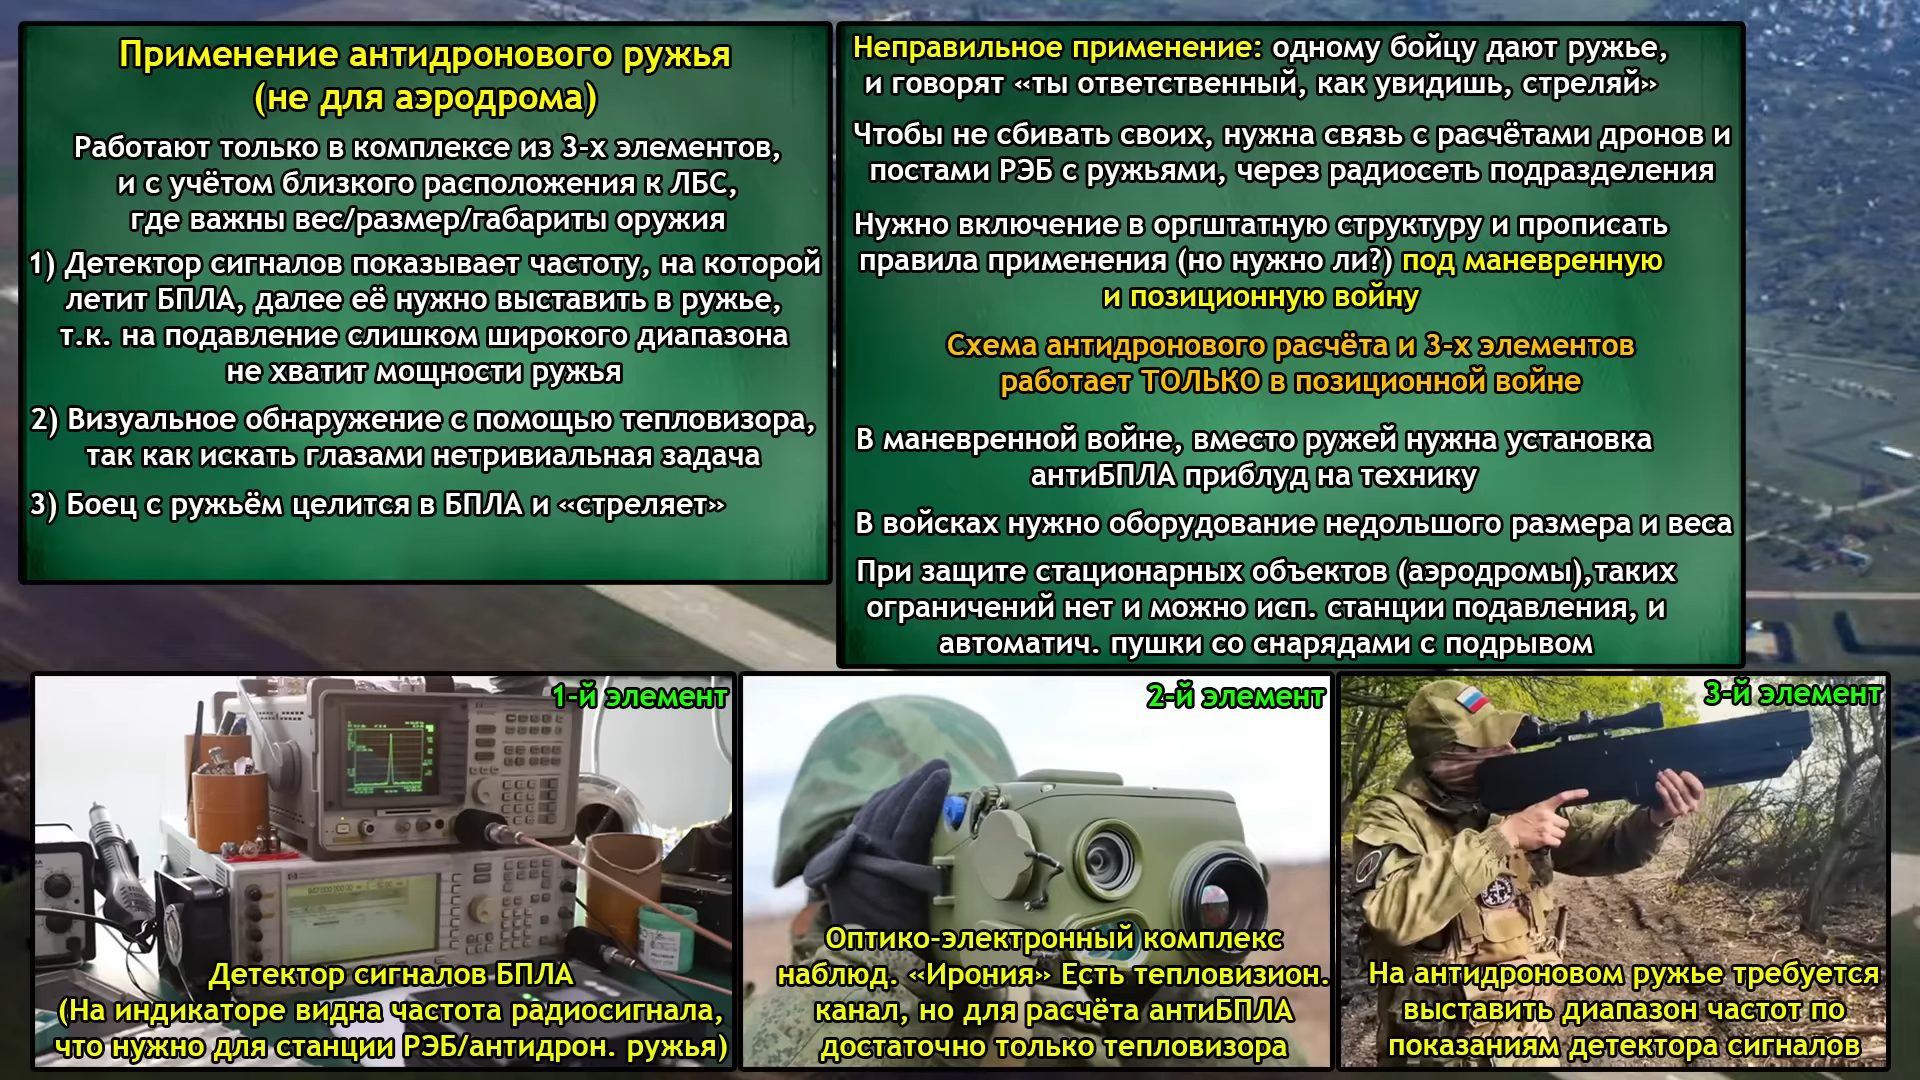 Применение антидронового ружья
(не для аэродрома)
Работают только в комплексе из 3-х элементов,
и с учётом близкого расположения к ЛБС,
где важны вес/размер/габариты оружия
1) Детектор сигналов показывает частоту, на которой
летит БПЛА, далее её нужно выставить в ружье,
т.к. на подавление слишком широкого диапазона
не хватит мощности ружья
2) Визуальное обнаружение с помощью тепловизора,
так как искать глазами нетривиальная задача
3) Боец с ружьём целится в БПЛА и «стреляет»
Неправильное применение: одному бойцу дают ружье,
и говорят «ты ответственный, как увидишь, стреляй»
Чтобы не сбивать своих, нужна связь с расчётами дронов и
постами РЭБ с ружьями, через радиосеть подразделения
Нужно включение в оргштатную структуру и прописать
правила применения (но нужно ли?) под маневренную
и позиционную войну
Схема антидронового расчёта и 3-х элементов
работает ТОЛЬКО в позиционной войне
В маневренной войне, вместо ружей нужна установка
антиБПЛА приблуд на технику
В войсках нужно оборудование недольшого размера и веса
При защите стационарных объектов (аэродромы),таких
ограничений нет и можно исп. станции подавления, и
автоматич. пушки со снарядами с подрывом
1-й элемент
Детектор сигналов БПЛА
(На индикаторе видна частота радиосигнала,
что нужно для станции РЭБ/антидрон. ружья)
2-й элемент
Оптико-электронный комплекс
наблюд. «Ирония» Есть тепловизион.
канал, но для расчёта антиБПЛА
достаточно только тепловизора
3-й элемент
На антидроновом ружье требуется
выставить диапазон частот по
показаниям детектора сигналов